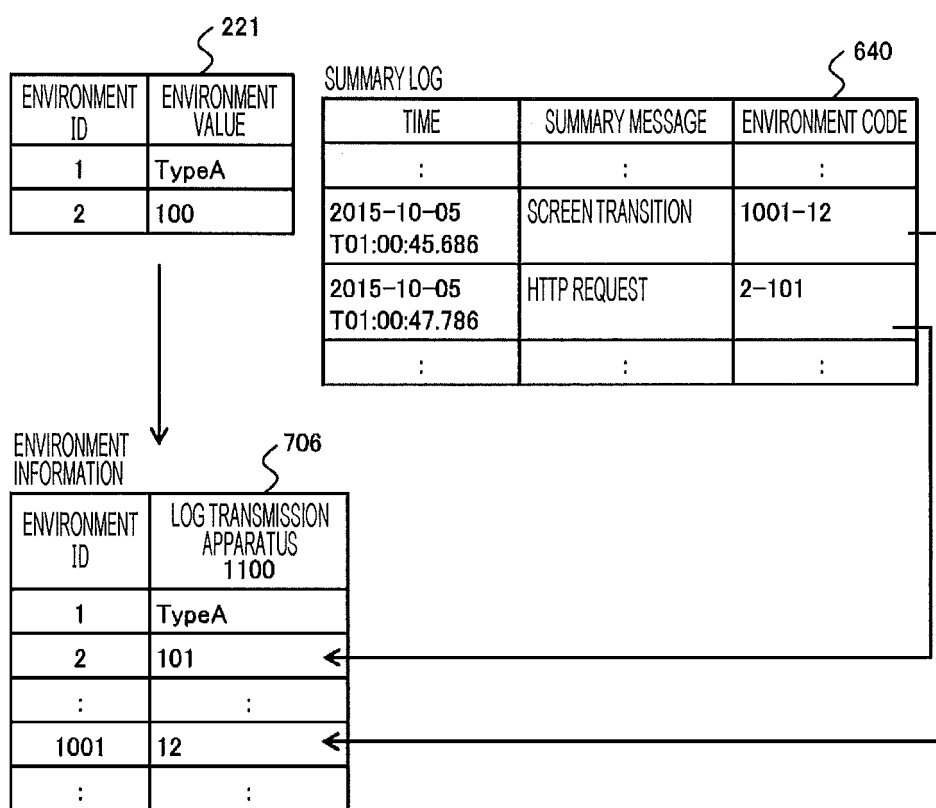 221
ENVIRONMENT ID ENVIRONMENT VALUE
1 TypeA
2 100
640
SUMMARY LOG
TIME SUMMARY MESSAGE ENVIRONMENT CODE
: : :
2015-10-05 T01:00:45.686 SCREEN TRANSITION 1001-12
2015-10-05 T01:00:47.786 HTTP REQUEST 2-101
: : :
706
ENVIRONMENT
INFORMATION
ENVIRONMENT ID LOG TRANSMISSION APPARATUS 1100
1 TypeA
2 101
: :
1001 12
: :